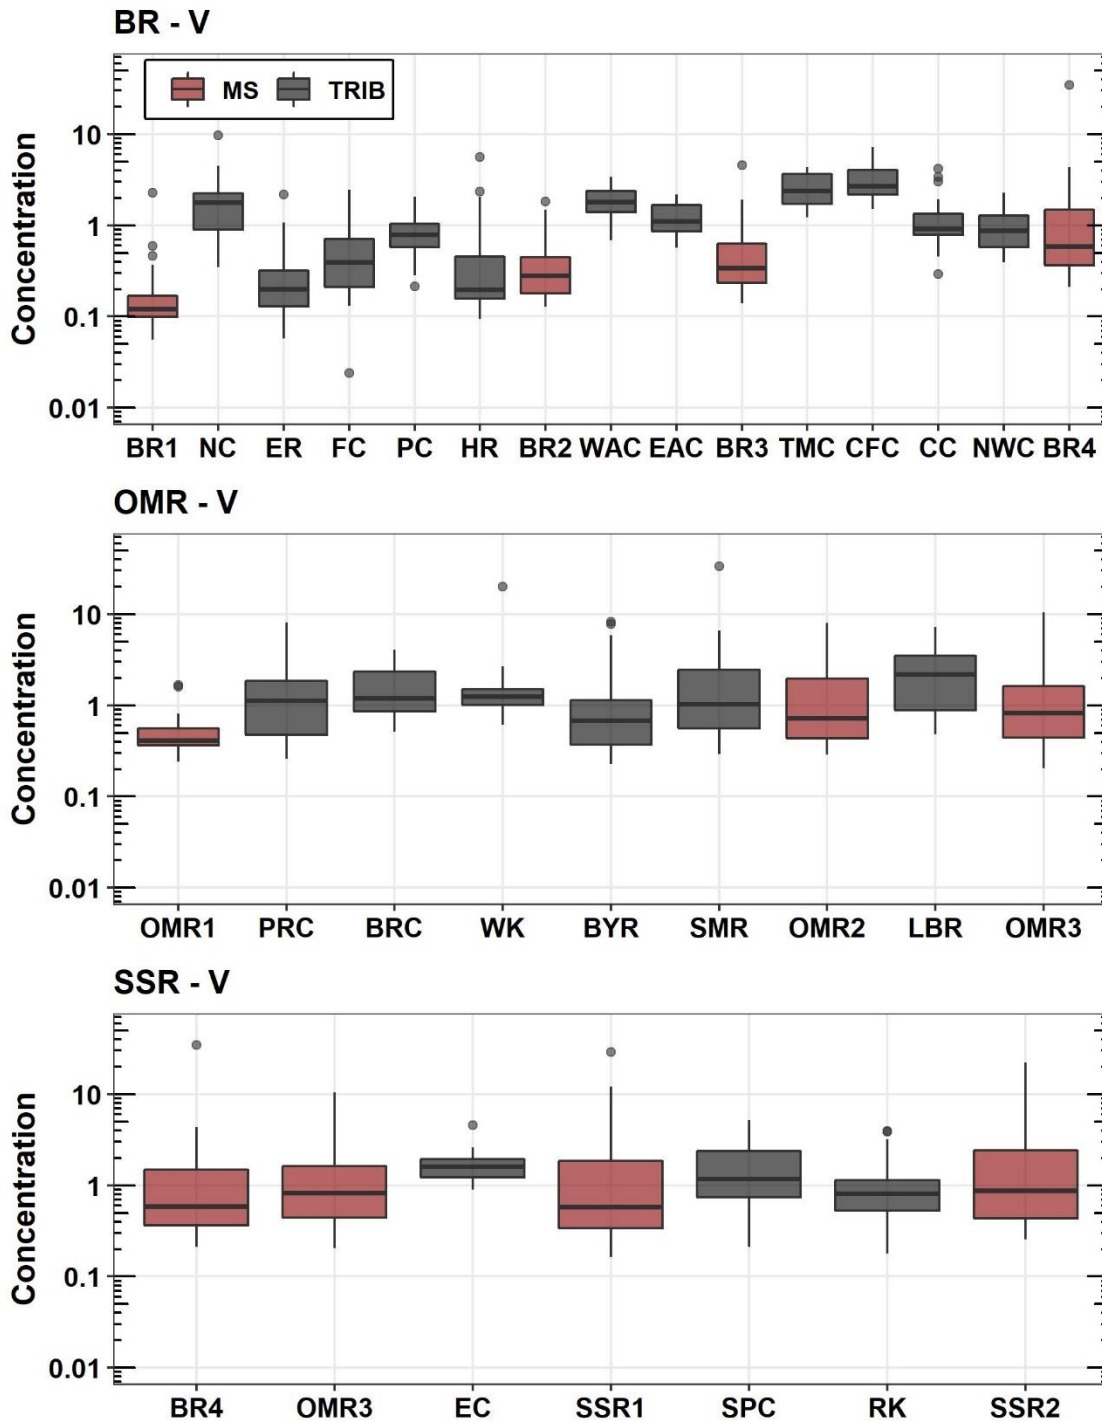 BR - V
MS TRIB
Concentration
10
1
0.1
0.01
BR1 NC ER FC PC HR BR2 WAC EAC BR3 TMC CFC CC NWC BR4
OMR - V
Concentration
10
1
0.1
0.01
OMR1 PRC BRC WK BYR SMR OMR2 LBR OMR3
SSR - V
Concentration
10
1
0.1
0.01
BR4 OMR3 EC SSR1 SPC RK SSR2